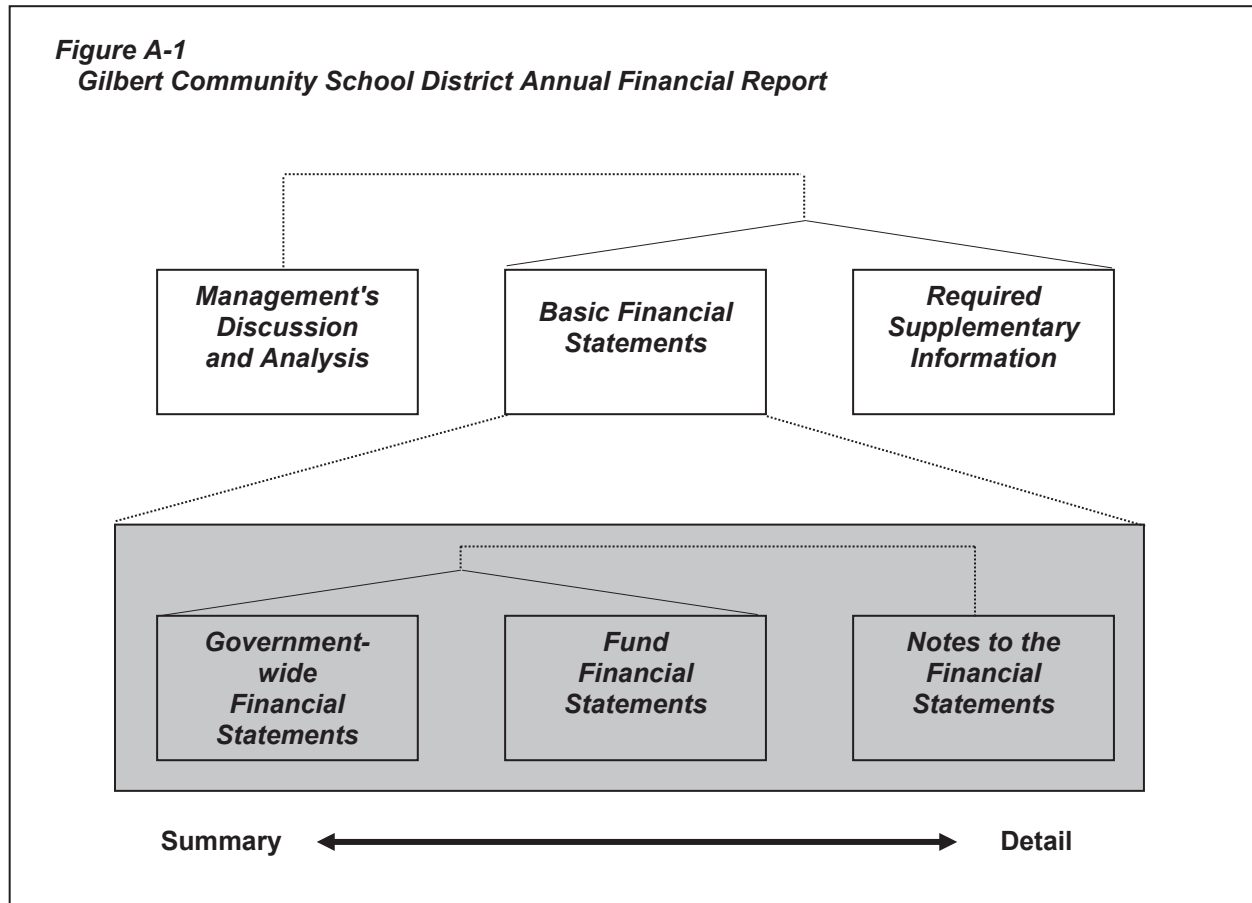 Figure A-1
Gilbert Community School District Annual Financial Report
Management's
Discussion
and Analysis
Basic Financial
Statements
Required
Supplementary
Information
Government-
wide
Financial
Statements
Fund
Financial
Statements
Notes to the
Financial
Statements
Summary
Detail